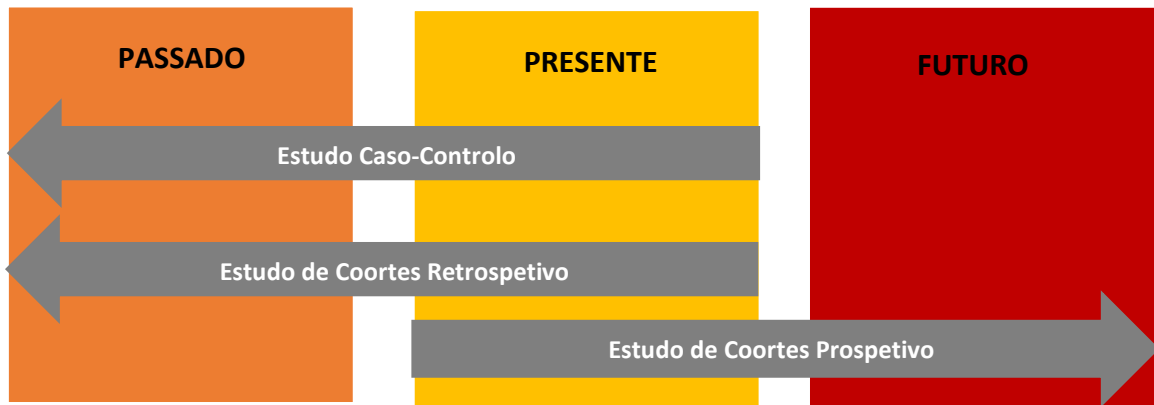 PASSADO
PRESENTE
FUTURO
Estudo Caso-Controlo
Estudo de Coortes Retrospetivo
Estudo de Coortes Prospetivo